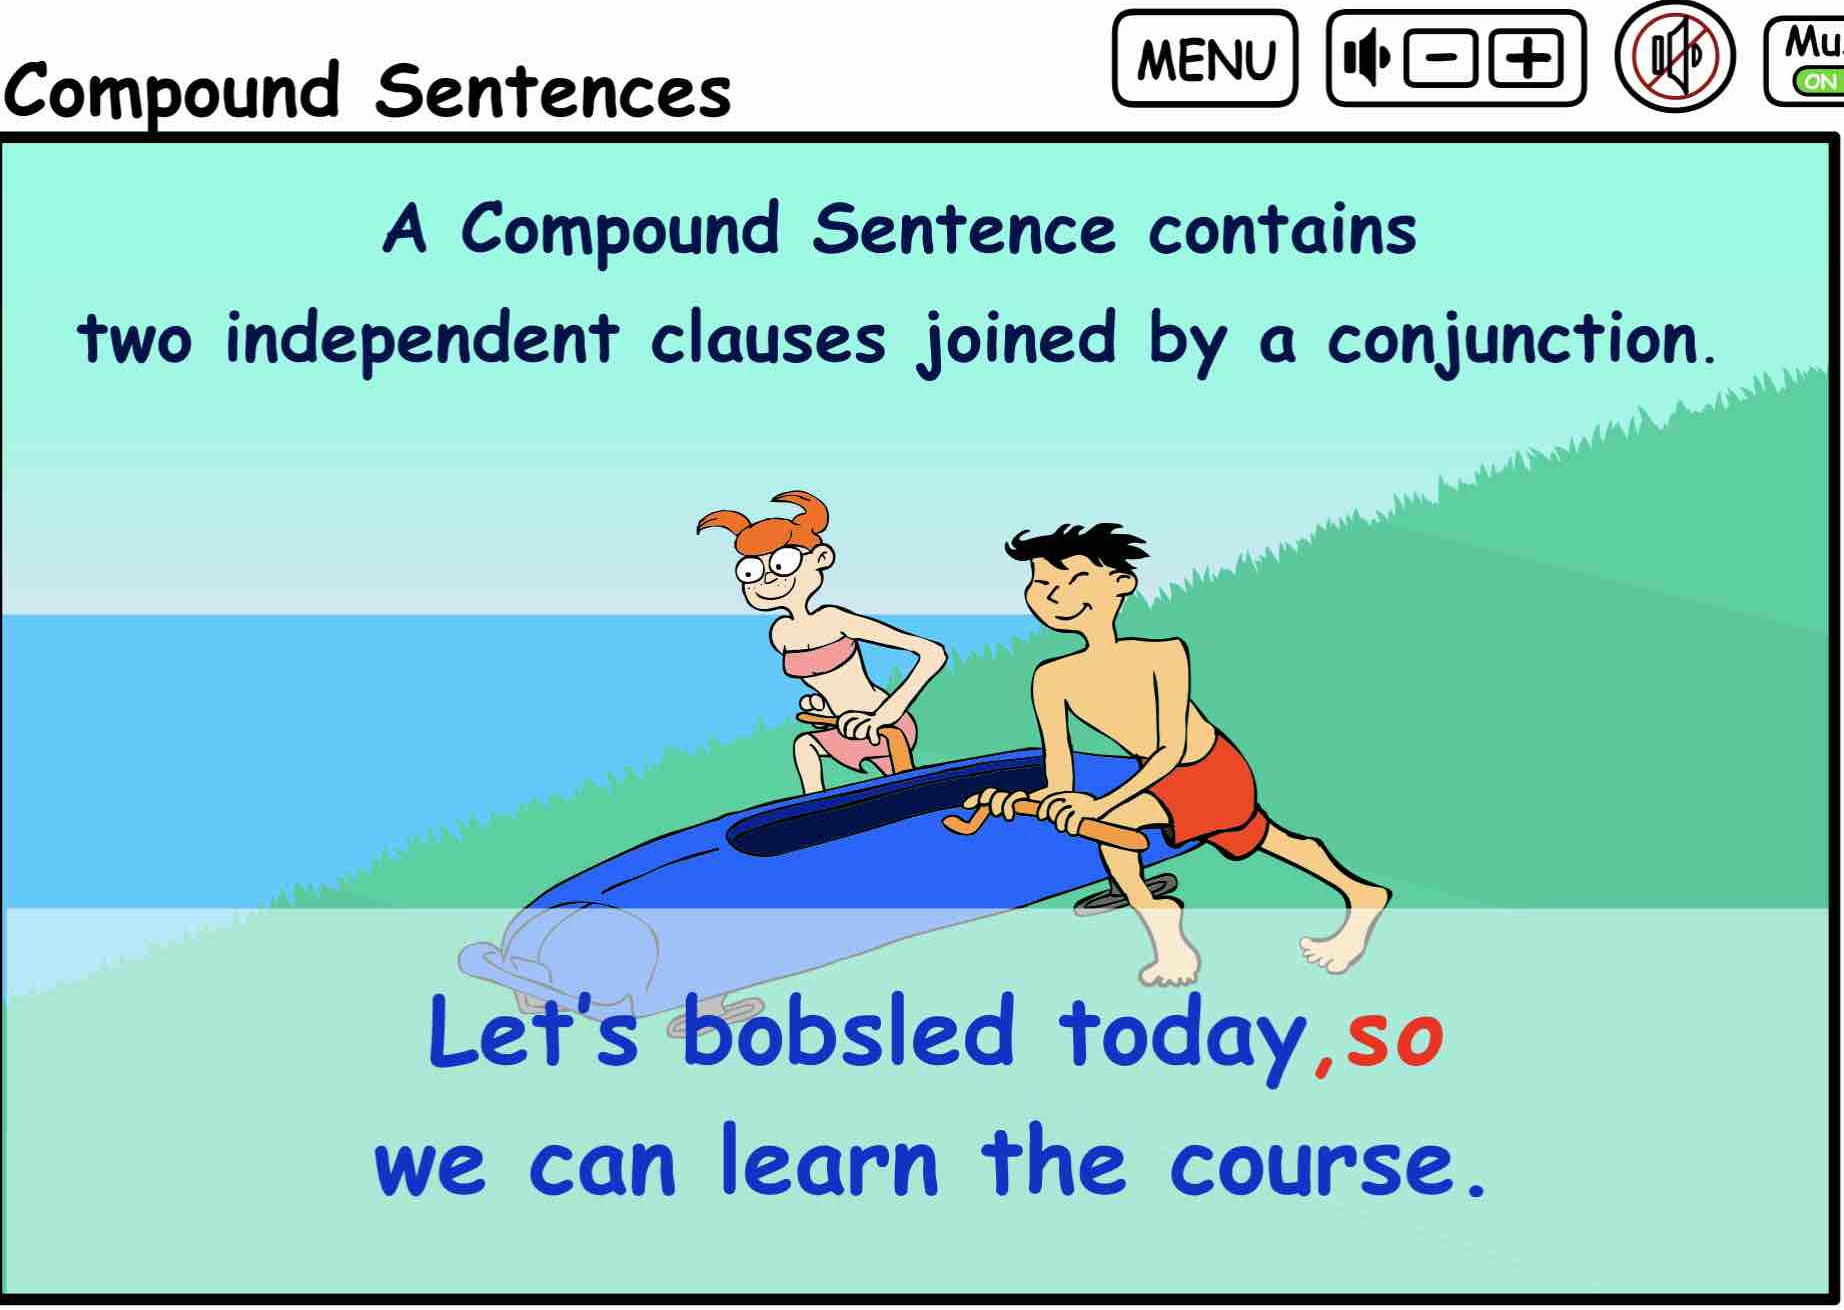 MENU
Mu
ON
Compound Sentences
A Compound Sentence contains
two independent clauses joined by a conjunction.
Let's bobsled today,so
we can learn the course.